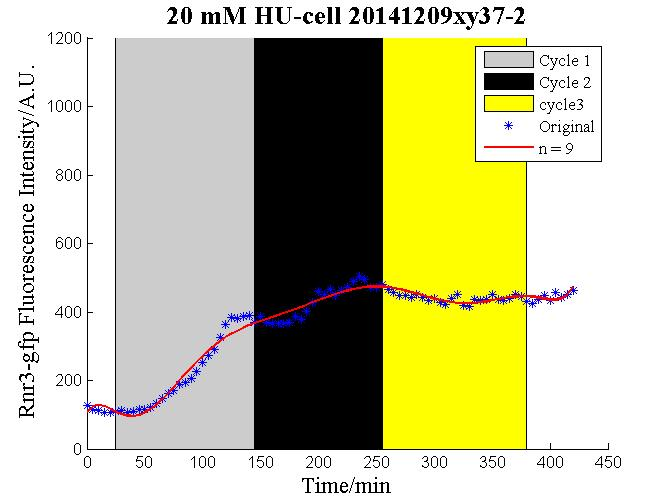 20 mM HU-cell 20141209xy37-2
Rnr3-gfp Fluorescence Intensity/A.U.
1200
1000
800
600
400
200
0
Cycle 1
Cycle 2
cycle3
Original
n = 9
0 50 100 150 200 250 300 350 400 450
Time/min